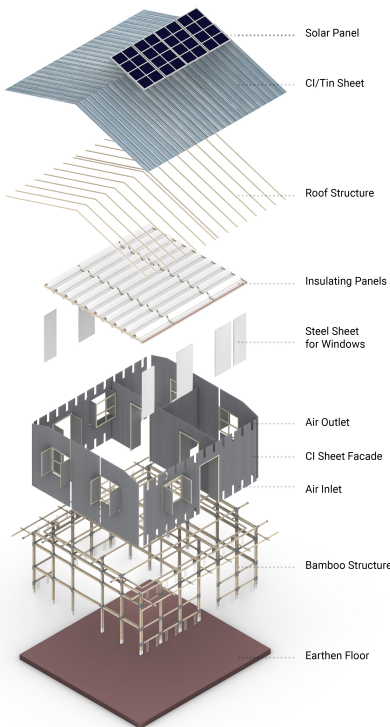 Solar Panel
CI/Tin Sheet
Roof Structure
Insulating Panels
Steel Sheet
for Windows
Air Outlet
CI Sheet Facade
Air Inlet
Bamboo Structure
Earthen Floor